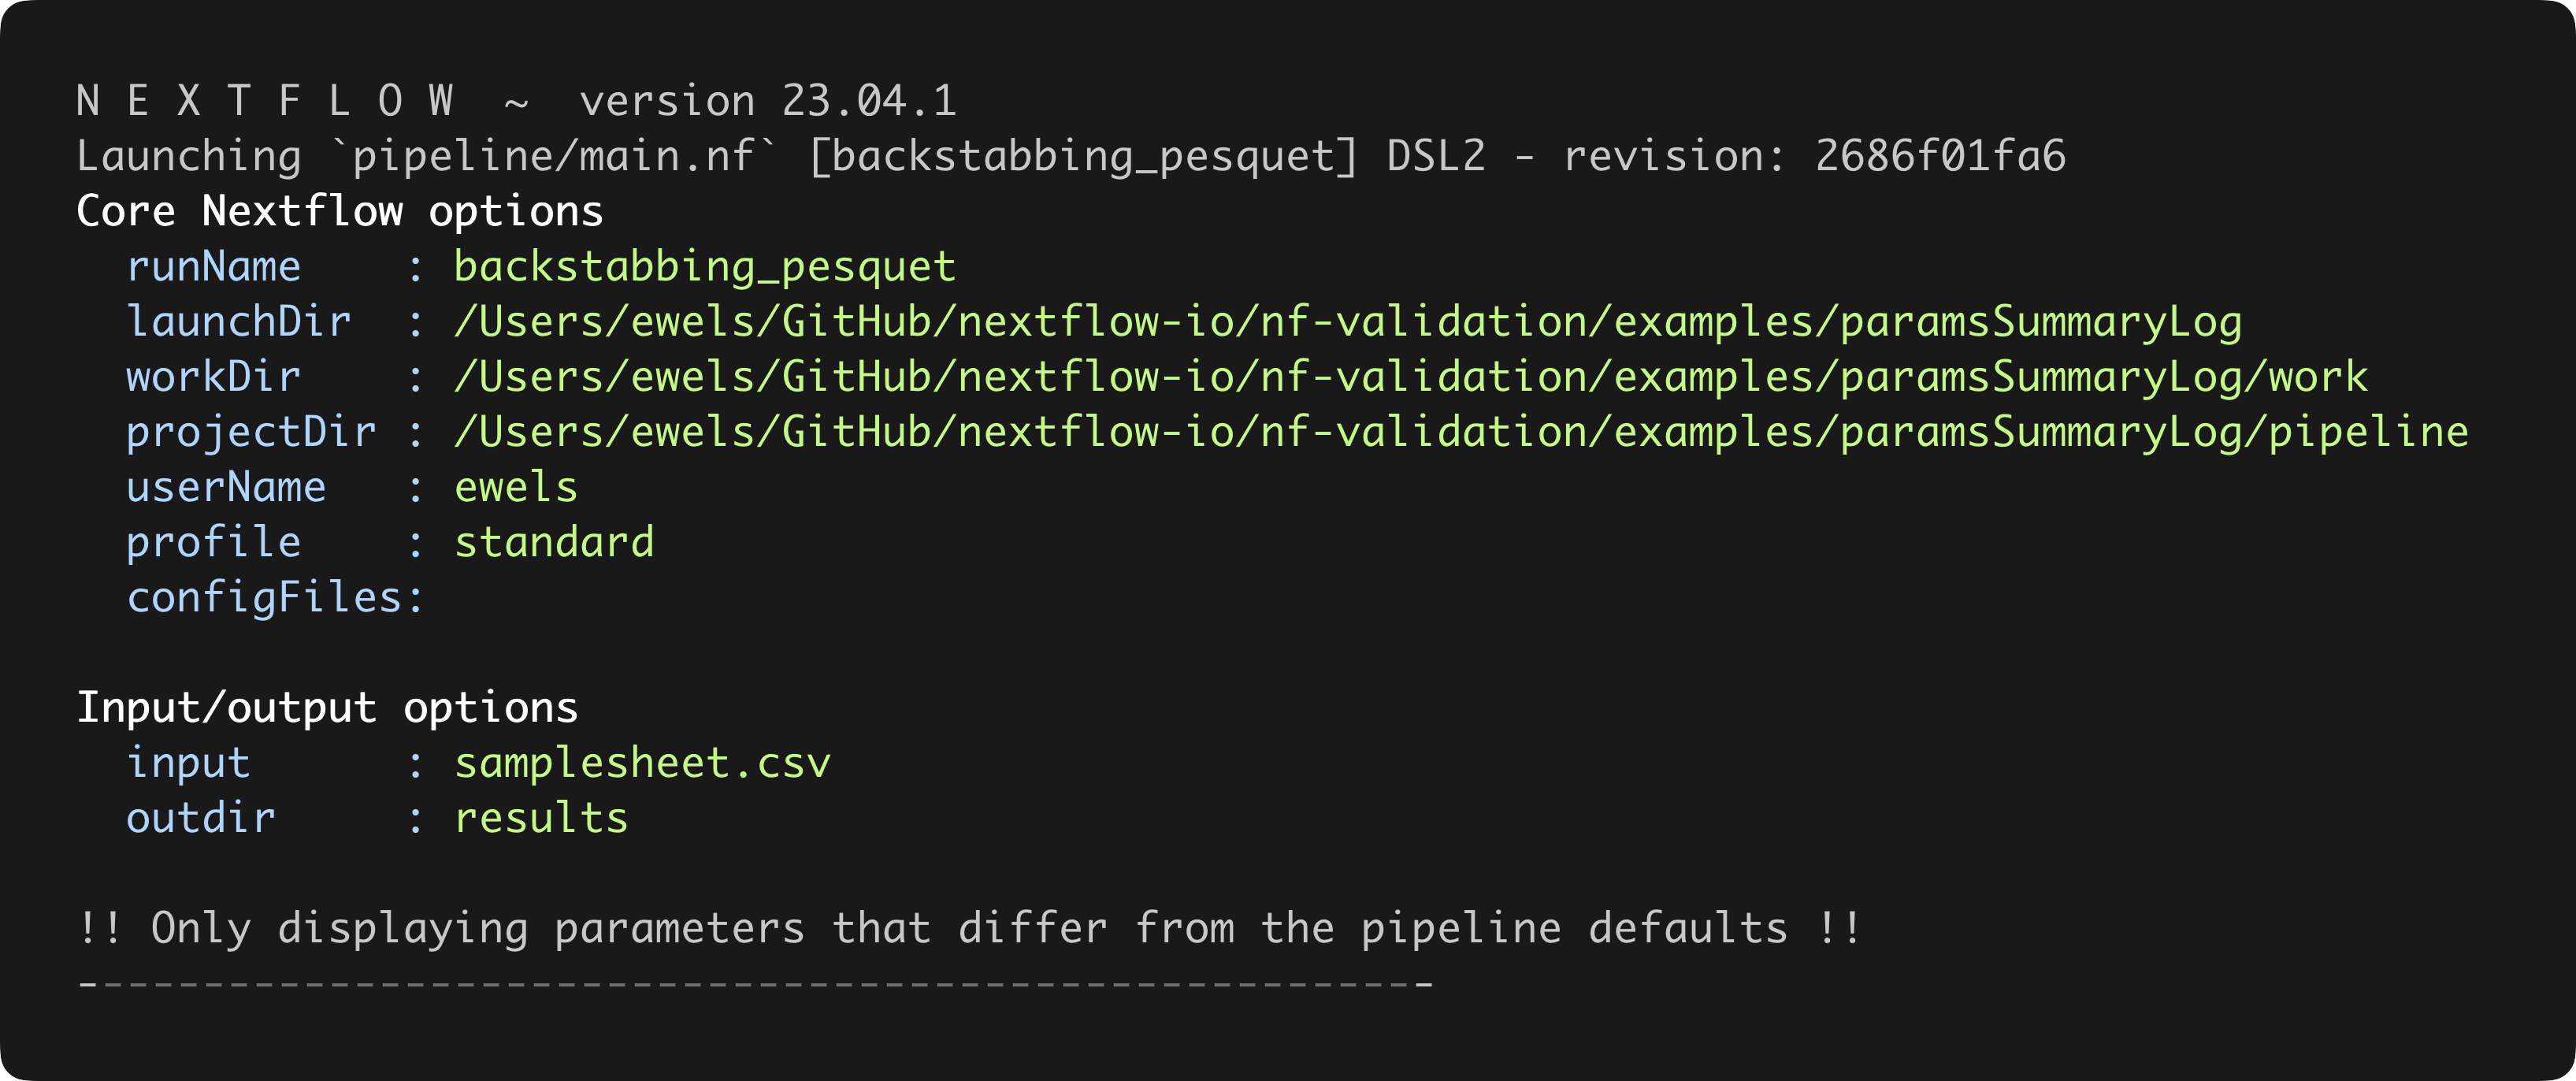 N E X T F L O W  ~  version 23.04.1
Launching `pipeline/main.nf` [backstabbing_pesquet] DSL2 - revision: 2686f01fa6
Core Nextflow options
  runName    : backstabbing_pesquet
  launchDir  : /Users/ewels/GitHub/nextflow-io/nf-validation/examples/paramsSummaryLog
  workDir    : /Users/ewels/GitHub/nextflow-io/nf-validation/examples/paramsSummaryLog/work
  projectDir : /Users/ewels/GitHub/nextflow-io/nf-validation/examples/paramsSummaryLog/pipeline
  userName   : ewels
  profile    : standard
  configFiles:

Input/output options
  input      : samplesheet.csv
  outdir     : results

!! Only displaying parameters that differ from the pipeline defaults !!
------------------------------------------------------